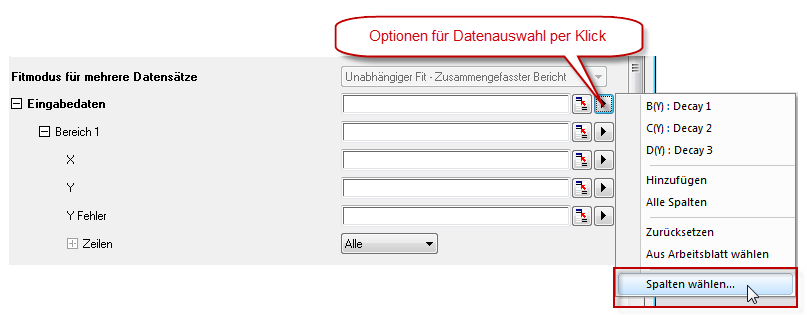 Optionen für Datenauswahl per Klick
Fitmodus für mehrere Datensätze
Unabhängiger Fit - Zusammengefasster Bericht
Eingabedaten
Bereich 1
X
Y
Y Fehler
Zeilen
Alle
B(Y) : Decay 1
C(Y) : Decay 2
D(Y) : Decay 3
Hinzufügen
Alle Spalten
Zurücksetzen
Aus Arbeitsblatt wählen
Spalten wählen...